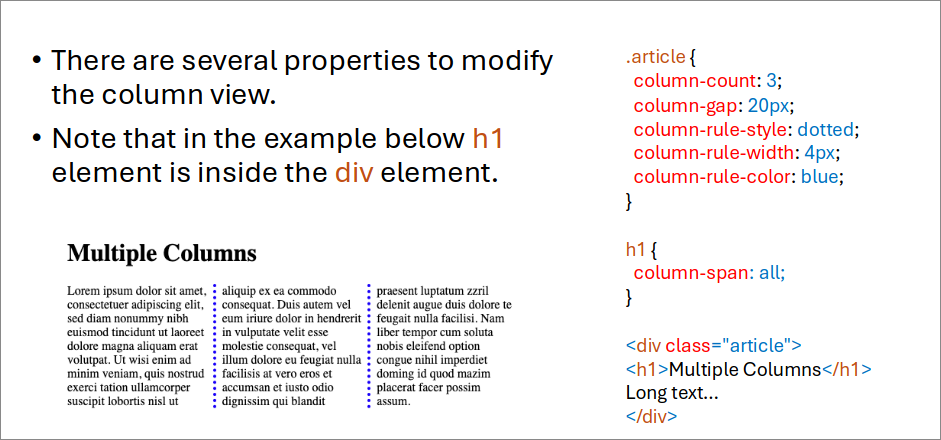 • There are several properties to modify
the column view.
• Note that in the example below h1
element is inside the div element.
Multiple Columns
Lorem ipsum dolor sit amet,
consectetuer adipiscing elit,
sed diam nonummy nibh
euismod tincidunt ut laoreet
dolore magna aliquam erat
volutpat. Ut wisi enim ad
minim veniam, quis nostrud
exerci tation ullamcorper
suscipit lobortis nisl ut
aliquip ex ea commodo
consequat. Duis autem vel
eum iriure dolor in hendrerit
in vulputate velit esse
molestie consequat, vel
illum dolore eu feugiat nulla
facilisis at vero eros et
accumsan et iusto odio
dignissim qui blandit
praesent luptatum zzril
delenit augue duis dolore te
feugait nulla facilisi. Nam
liber tempor cum soluta
nobis eleifend option
congue nihil imperdiet
doming id quod mazim
placerat facer possim
assum.
.article {
column-count: 3;
column-gap: 20px;
column-rule-style: dotted;
column-rule-width: 4px;
column-rule-color: blue;
}
h1 {
column-span: all;
}
<div class="article">
<h1>Multiple Columns</h1>
Long text...
</div>